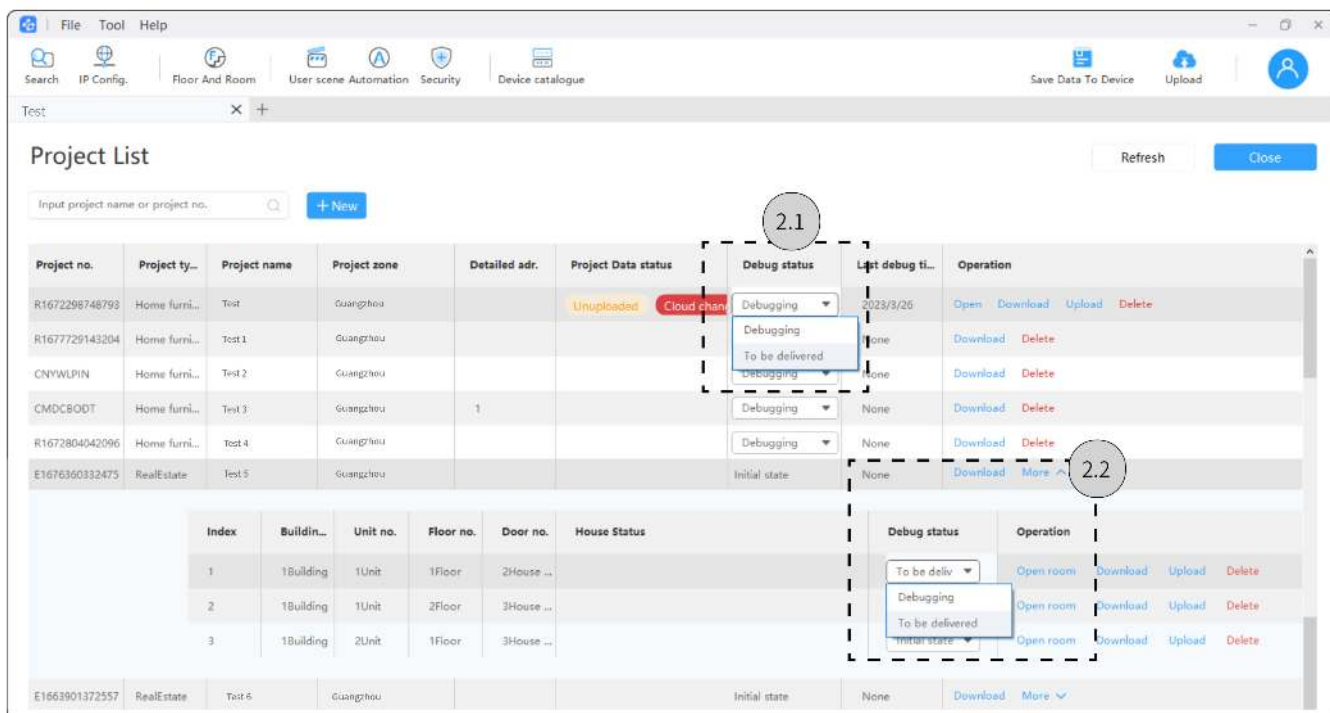 File Tool Help
Search IP Config. Floor And Room User scene Automation Security Device catalogue Save Data To Device Upload
Test
Project List Refresh Close
Input project name or project no. + New
2.1
Project no. Project ty... Project name Project zone Detailed adr. Project Data status Debug status Last debug ti... Operation
R1672298748793 Home furni... Test Guangzhou Unuploaded Cloud chan Debugging 2023/3/26 Open Download Upload Delete
Debugging
R1677729143204 Home furni... Test 1 Guangzhou None Download Delete
To be delivered
CNYWLPIN Home furni... Test 2 Guangzhou Debugging None Download Delete
CMDCBODT Home furni... Test 3 Guangzhou 1 Debugging None Download Delete
R1672804042096 Home furni... Test 4 Guangzhou Debugging None Download Delete
E1676360332475 RealEstate Test 5 Guangzhou Initial state None Download More 2.2
Index Buildin... Unit no. Floor no. Door no. House Status Debug status Operation
1 1Building 1Unit 1Floor 2House ... To be deliv Open room Download Upload Delete
Debugging
2 1Building 1Unit 2Floor 3House ... Open room Download Upload Delete
To be delivered
3 1Building 2Unit 1Floor 3House ... Initial state Open room Download Upload Delete
E1663901372557 RealEstate Test 6 Guangzhou Initial state None Download More